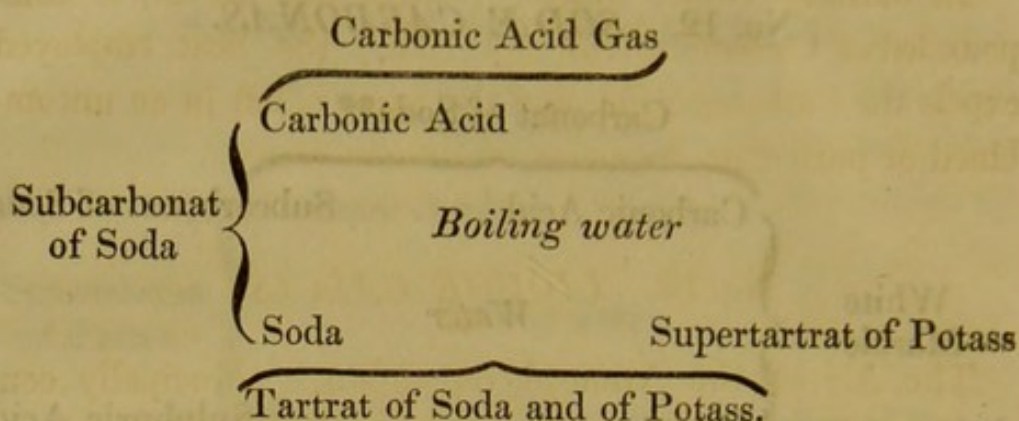 Carbonic Acid Gas
Carbonic Acid
Subcarbonat
of Soda
Boiling water
Soda
Supertartrat of Potass
Tartrat of Soda and of Potass.